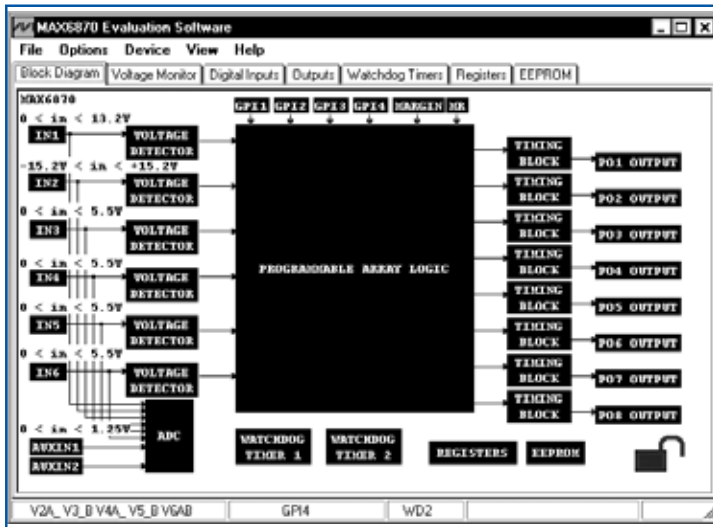 MAX6870 Evaluation Software
File Options Device View Help
Block Diagram Voltage Monitor Digital Inputs Outputs Watchdog Timers Registers EEPROM
MAX6870
GPI1 GPI2 GPI3 GPI4 MARGIN MR
0 < in < 13.2V
IN1
VOLTAGE
DETECTOR
-15.2V < in < +15.2V
IN2
VOLTAGE
DETECTOR
0 < in < 5.5V
IN3
VOLTAGE
DETECTOR
0 < in < 5.5V
IN4
VOLTAGE
DETECTOR
0 < in < 5.5V
IN5
VOLTAGE
DETECTOR
0 < in < 5.5V
IN6
VOLTAGE
DETECTOR
0 < in < 1.25V
AUXIN1
AUXIN2
ADC
PROGRAMMABLE ARRAY LOGIC
TIMING
BLOCK
PO1 OUTPUT
TIMING
BLOCK
PO2 OUTPUT
TIMING
BLOCK
PO3 OUTPUT
TIMING
BLOCK
PO4 OUTPUT
TIMING
BLOCK
PO5 OUTPUT
TIMING
BLOCK
PO6 OUTPUT
TIMING
BLOCK
PO7 OUTPUT
TIMING
BLOCK
PO8 OUTPUT
WATCHDOG
TIMER 1
WATCHDOG
TIMER 2
REGISTERS
EEPROM
V2A_ V3_B V4A_ V5_B V6AB GPI4 WD2